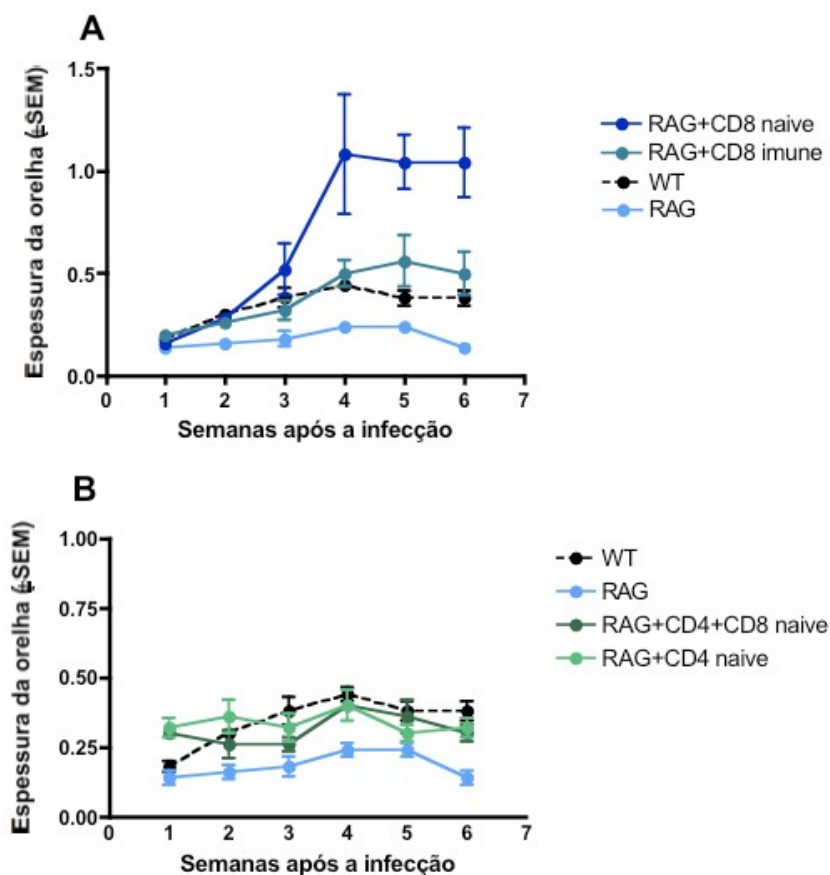 A
Espessura da orelha (±SEM)
1.5
1.0
0.5
0.0
0 1 2 3 4 5 6 7
Semanas após a infecção
RAG+CD8 naive
RAG+CD8 imune
WT
RAG
B
Espessura da orelha (±SEM)
1.00
0.75
0.50
0.25
0.00
0 1 2 3 4 5 6 7
Semanas após a infecção
WT
RAG
RAG+CD4+CD8 naive
RAG+CD4 naive